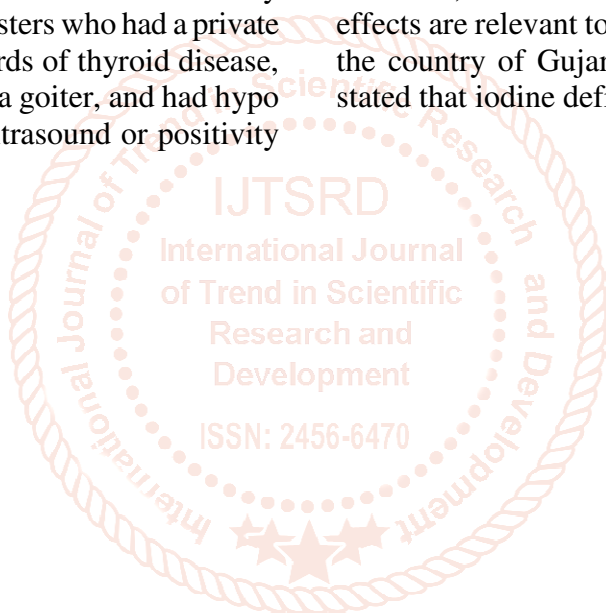 sters who had a private
rds of thyroid disease,
a goiter, and had hypo
trasound or positivity
effects are relevant to
the country of Gujar
stated that iodine defi
International Journal of Trend in Scientific Research and Development
IJTSRD
International Journal
of Trend in Scientific
Research and
Development
ISSN: 2456-6470